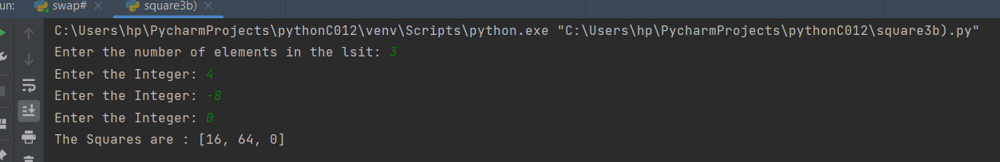 un: swap# × square3b) ×
C:\Users\hp\PycharmProjects\pythonC012\venv\Scripts\python.exe "C:\Users\hp\PycharmProjects\pythonC012\square3b).py"
Enter the number of elements in the lsit: 3
Enter the Integer: 4
Enter the Integer: -8
Enter the Integer: 0
The Squares are : [16, 64, 0]